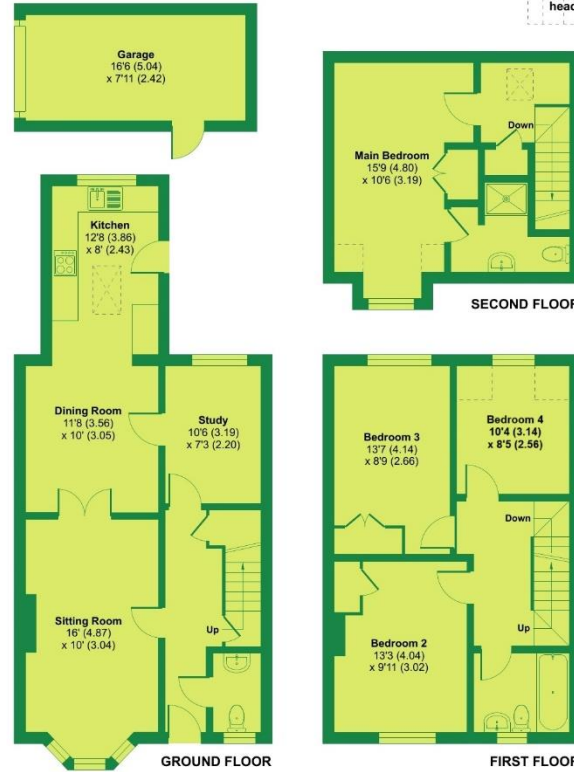 head
Garage
16'6 (5.04)
x 7'11 (2.42)
Main Bedroom
15'9 (4.80)
x 10'6 (3.19)
Down
SECOND FLOOR
Kitchen
12'8 (3.86)
x 8' (2.43)
Dining Room
11'8 (3.56)
x 10' (3.05)
Study
10'6 (3.19)
x 7'3 (2.20)
Sitting Room
16' (4.87)
x 10' (3.04)
Up
GROUND FLOOR
Bedroom 3
13'7 (4.14)
x 8'9 (2.66)
Bedroom 4
10'4 (3.14)
x 8'5 (2.56)
Down
Up
Bedroom 2
13'3 (4.04)
x 9'11 (3.02)
FIRST FLOOR